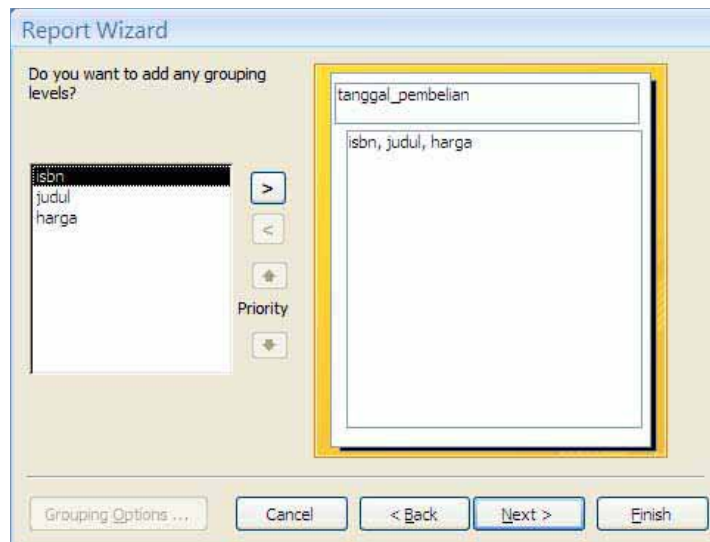 Report Wizard
Do you want to add any grouping
levels?
isbn
judul
harga
>
<
Priority
tanggal_pembelian
isbn, judul, harga
Grouping Options ...
Cancel
< Back
Next >
Finish